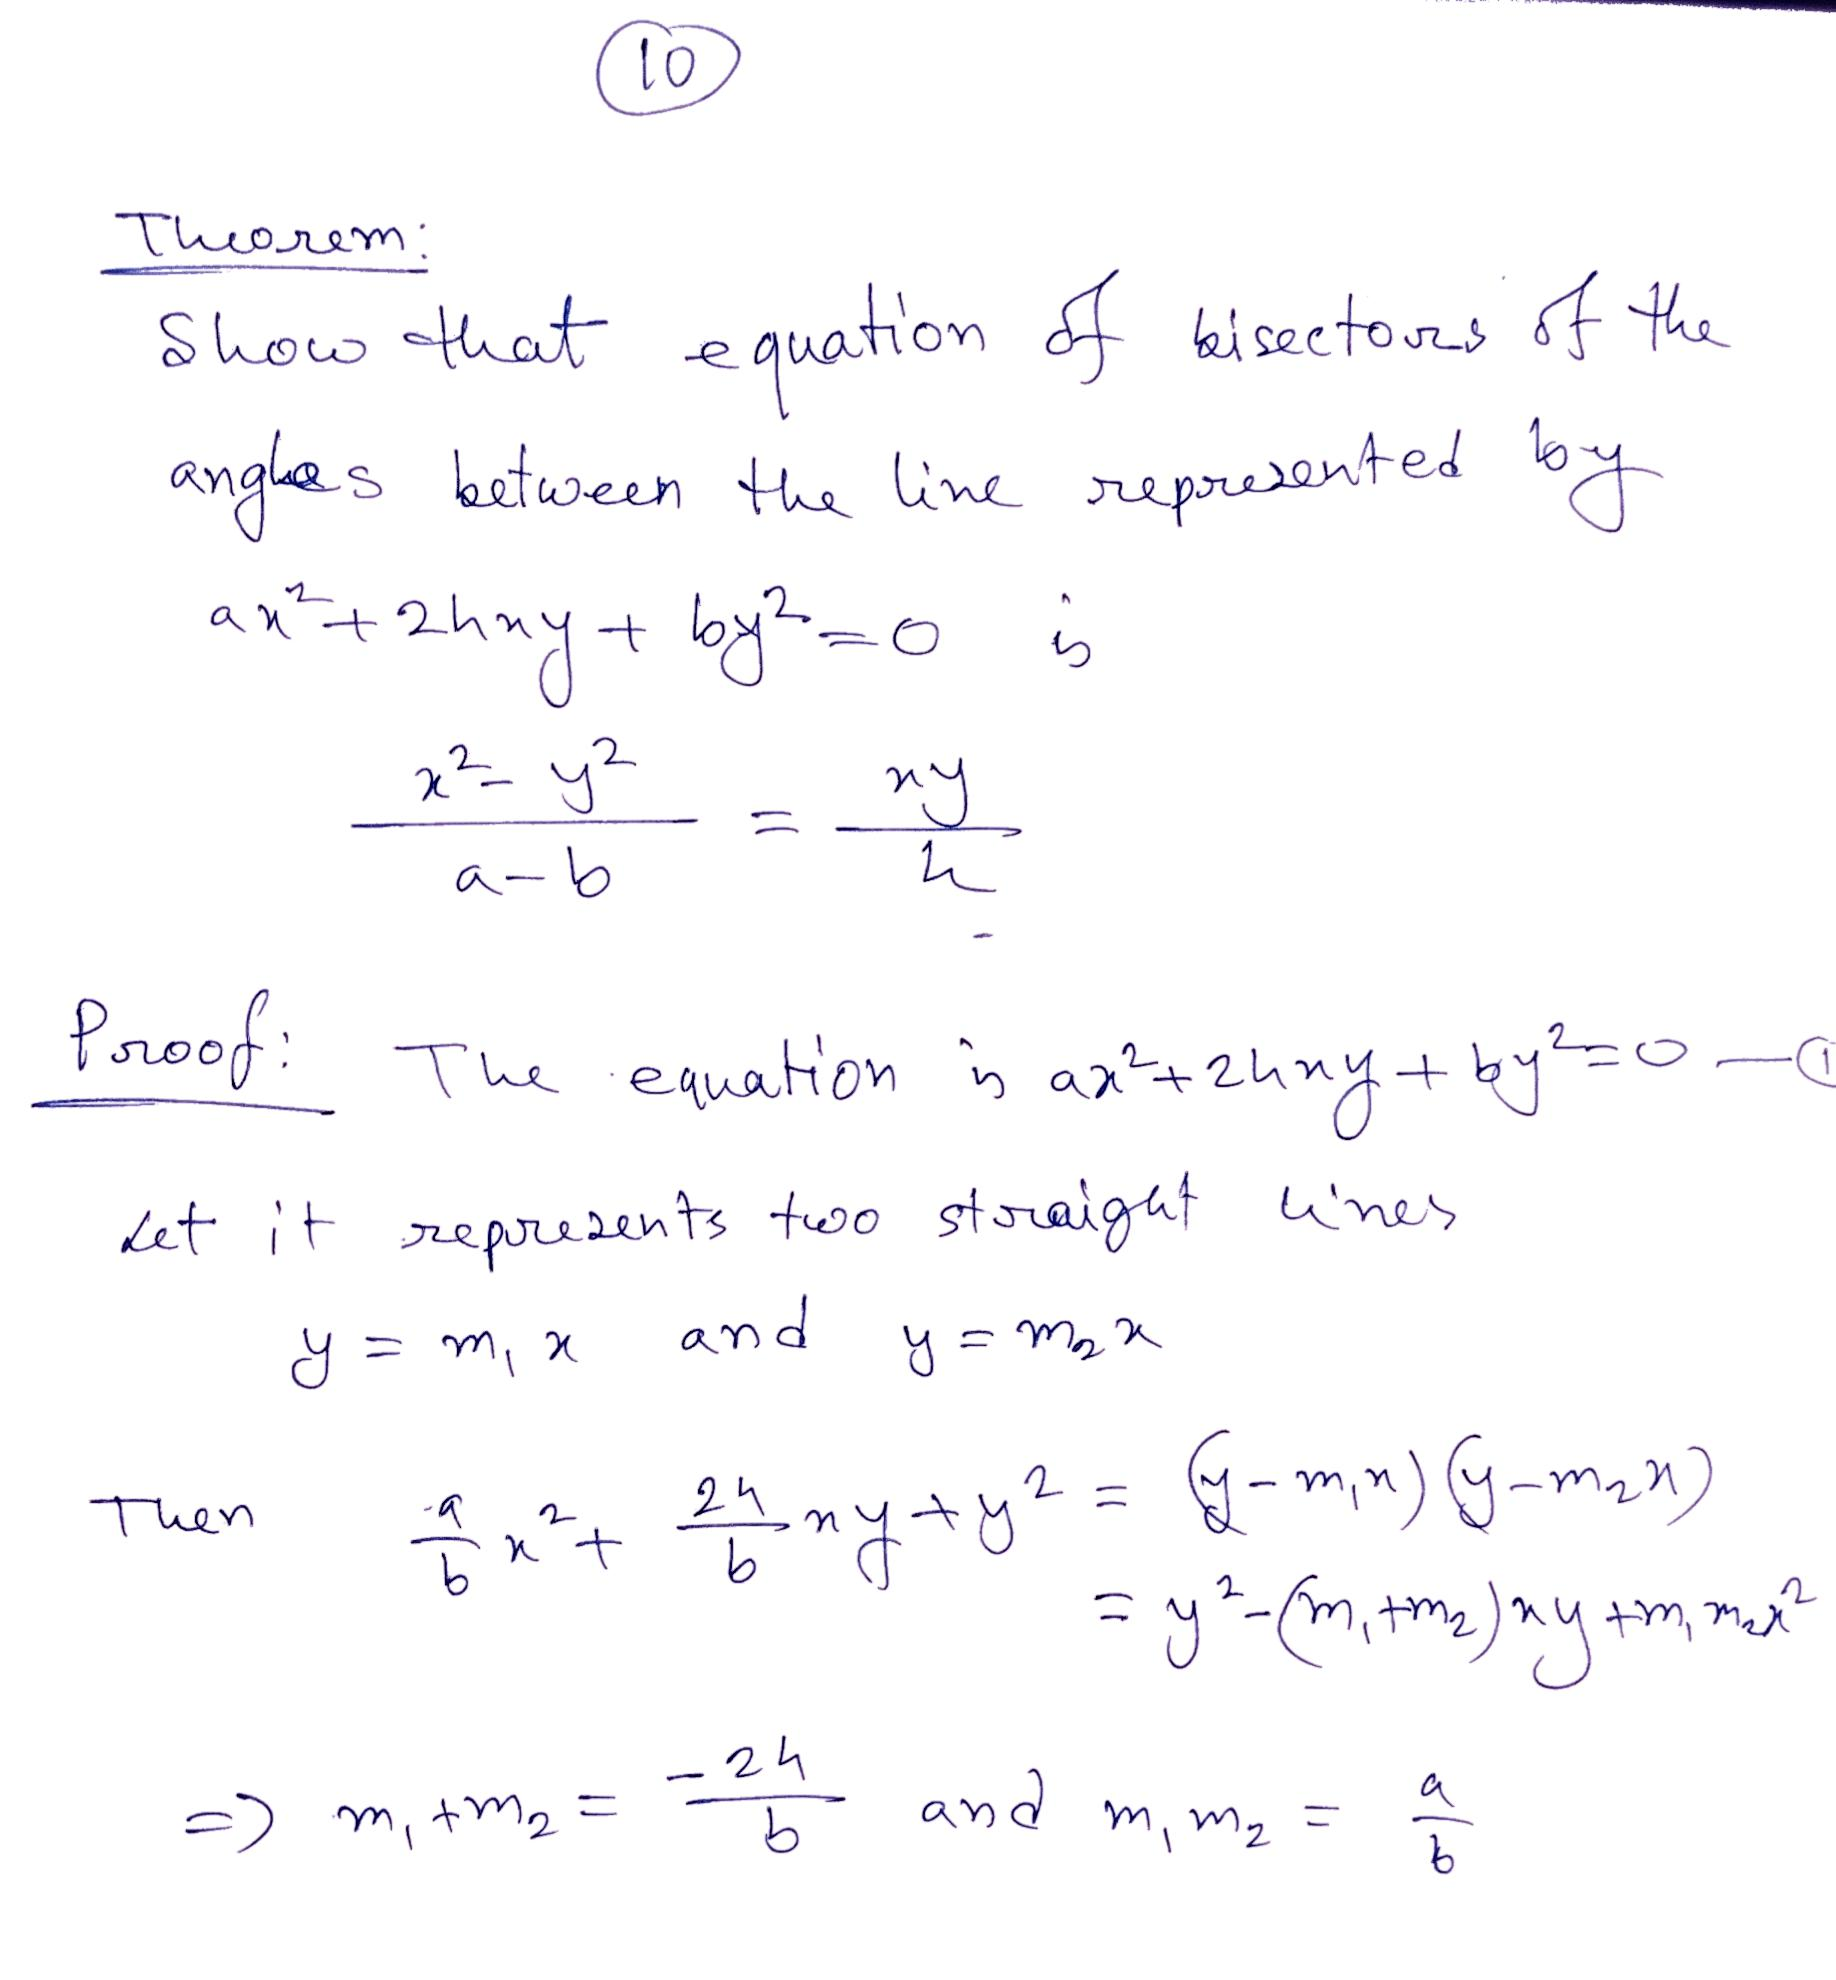 10
Theorem:
Show that equation of bisectors of the
angles between the line represented by
ax² + 2hxy + by² = 0 is
x² - y² / a - b = xy / h
Proof: The equation is ax² + 2hxy + by² = 0 — ①
Let it represents two straight lines
y = m₁x and y = m₂x
Then a/b x² + 2h/b xy + y² = (y - m₁x)(y - m₂x)
= y² - (m₁+m₂)xy + m₁m₂x²
=> m₁ + m₂ = -2h/b and m₁m₂ = a/b